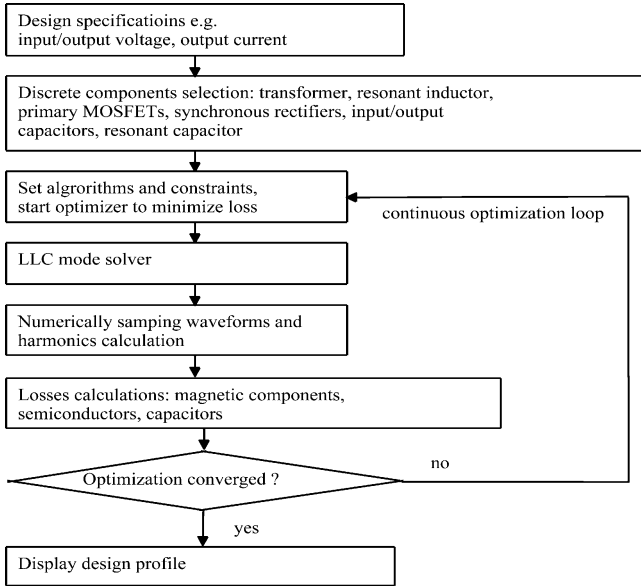 Design specificatioins e.g.
input/output voltage, output current
Discrete components selection: transformer, resonant inductor,
primary MOSFETs, synchronous rectifiers, input/output
capacitors, resonant capacitor
Set algrorithms and constraints,
start optimizer to minimize loss
continuous optimization loop
LLC mode solver
Numerically samping waveforms and
harmonics calculation
Losses calculations: magnetic components,
semiconductors, capacitors
Optimization converged ?
no
yes
Display design profile